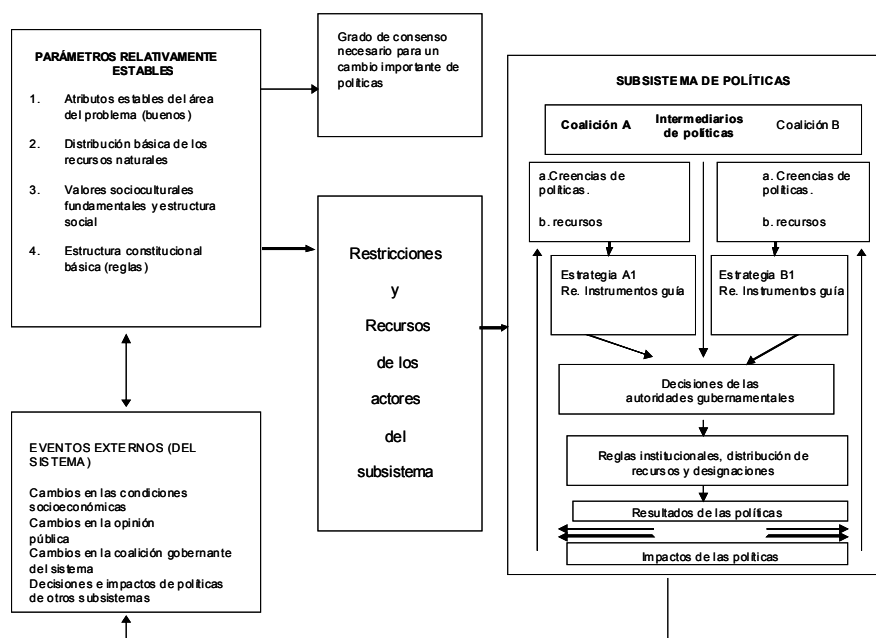 PARÁMETROS RELATIVAMENTE
ESTABLES
1. Atributos estables del área
del problema (buenos)
2. Distribución básica de los
recursos naturales
3. Valores socioculturales
fundamentales y estructura
social
4. Estructura constitucional
básica (reglas)
Grado de consenso
necesario para un
cambio importante de
políticas
EVENTOS EXTERNOS (DEL
SISTEMA)
Cambios en las condiciones
socioeconómicas
Cambios en la opinión
pública
Cambios en la coalición gobernante
del sistema
Decisiones e impactos de políticas
de otros subsistemas
Restricciones
y
Recursos
de los
actores
del
subsistema
SUBSISTEMA DE POLÍTICAS
Coalición A
Intermediarios
de políticas
Coalición B
a.Creencias de
políticas.
b. recursos
a. Creencias de
políticas.
b. recursos
Estrategia A1
Re. Instrumentos guía
Estrategia B1
Re. Instrumentos guía
Decisiones de las
autoridades gubernamentales
Reglas institucionales, distribución de
recursos y designaciones
Resultados de las políticas
Impactos de las políticas